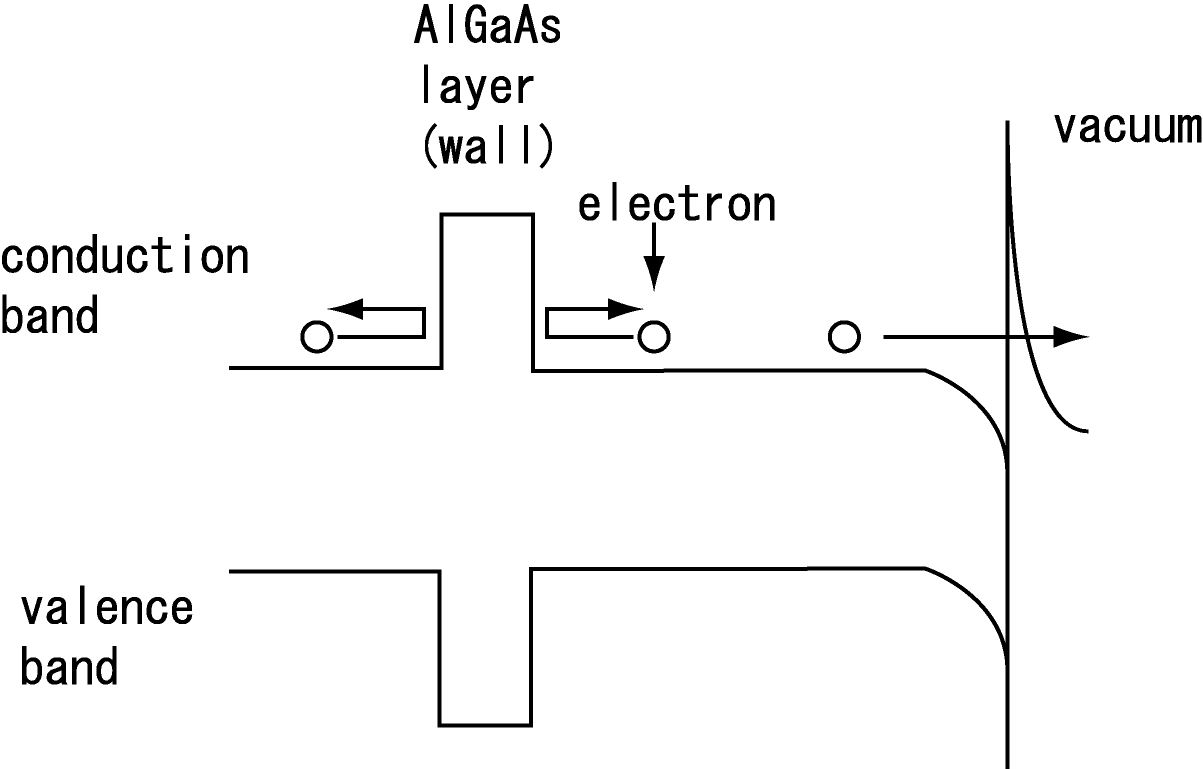 AlGaAs
layer
(wall)
vacuum
electron
conduction
band
valence
band